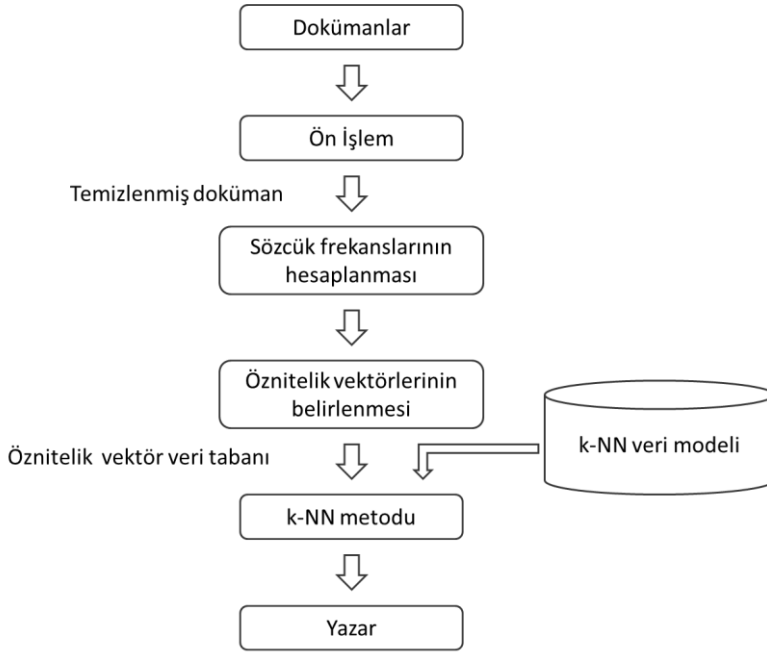 Dokümanlar
Ön İşlem
Temizlenmiş doküman
Sözcük frekanslarının
hesaplanması
Öznitelik vektörlerinin
belirlenmesi
k-NN veri modeli
Öznitelik vektör veri tabanı
k-NN metodu
Yazar